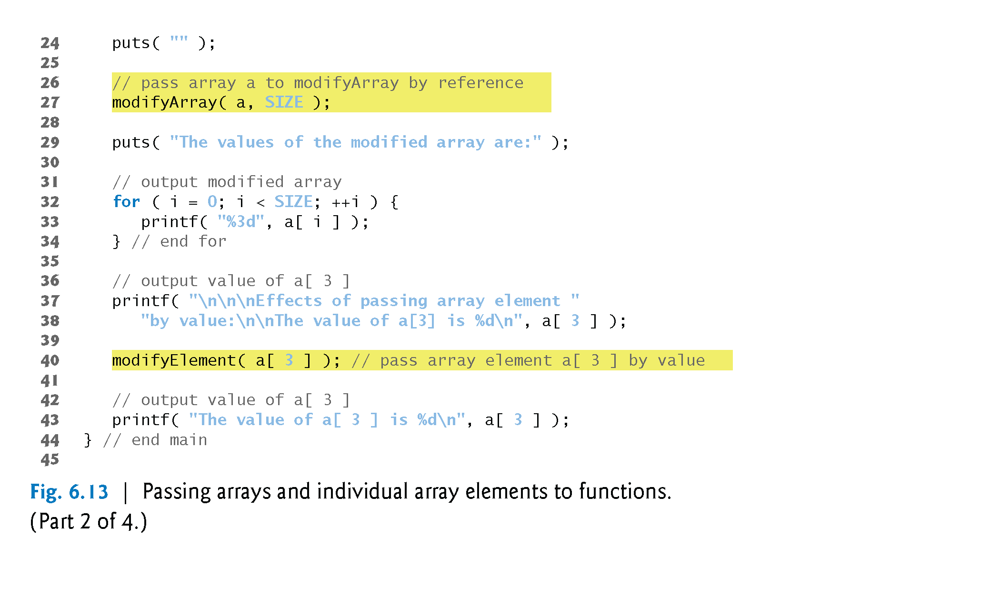 24 puts( "" );
25
26 // pass array a to modifyArray by reference
27 modifyArray( a, SIZE );
28
29 puts( "The values of the modified array are:" );
30
31 // output modified array
32 for ( i = 0; i < SIZE; ++i ) {
33 printf( "%3d", a[ i ] );
34 } // end for
35
36 // output value of a[ 3 ]
37 printf( "\n\n\nEffects of passing array element "
38 "by value:\n\nThe value of a[3] is %d\n", a[ 3 ] );
39
40 modifyElement( a[ 3 ] ); // pass array element a[ 3 ] by value
41
42 // output value of a[ 3 ]
43 printf( "The value of a[ 3 ] is %d\n", a[ 3 ] );
44 } // end main
45
Fig. 6.13 | Passing arrays and individual array elements to functions.
(Part 2 of 4.)